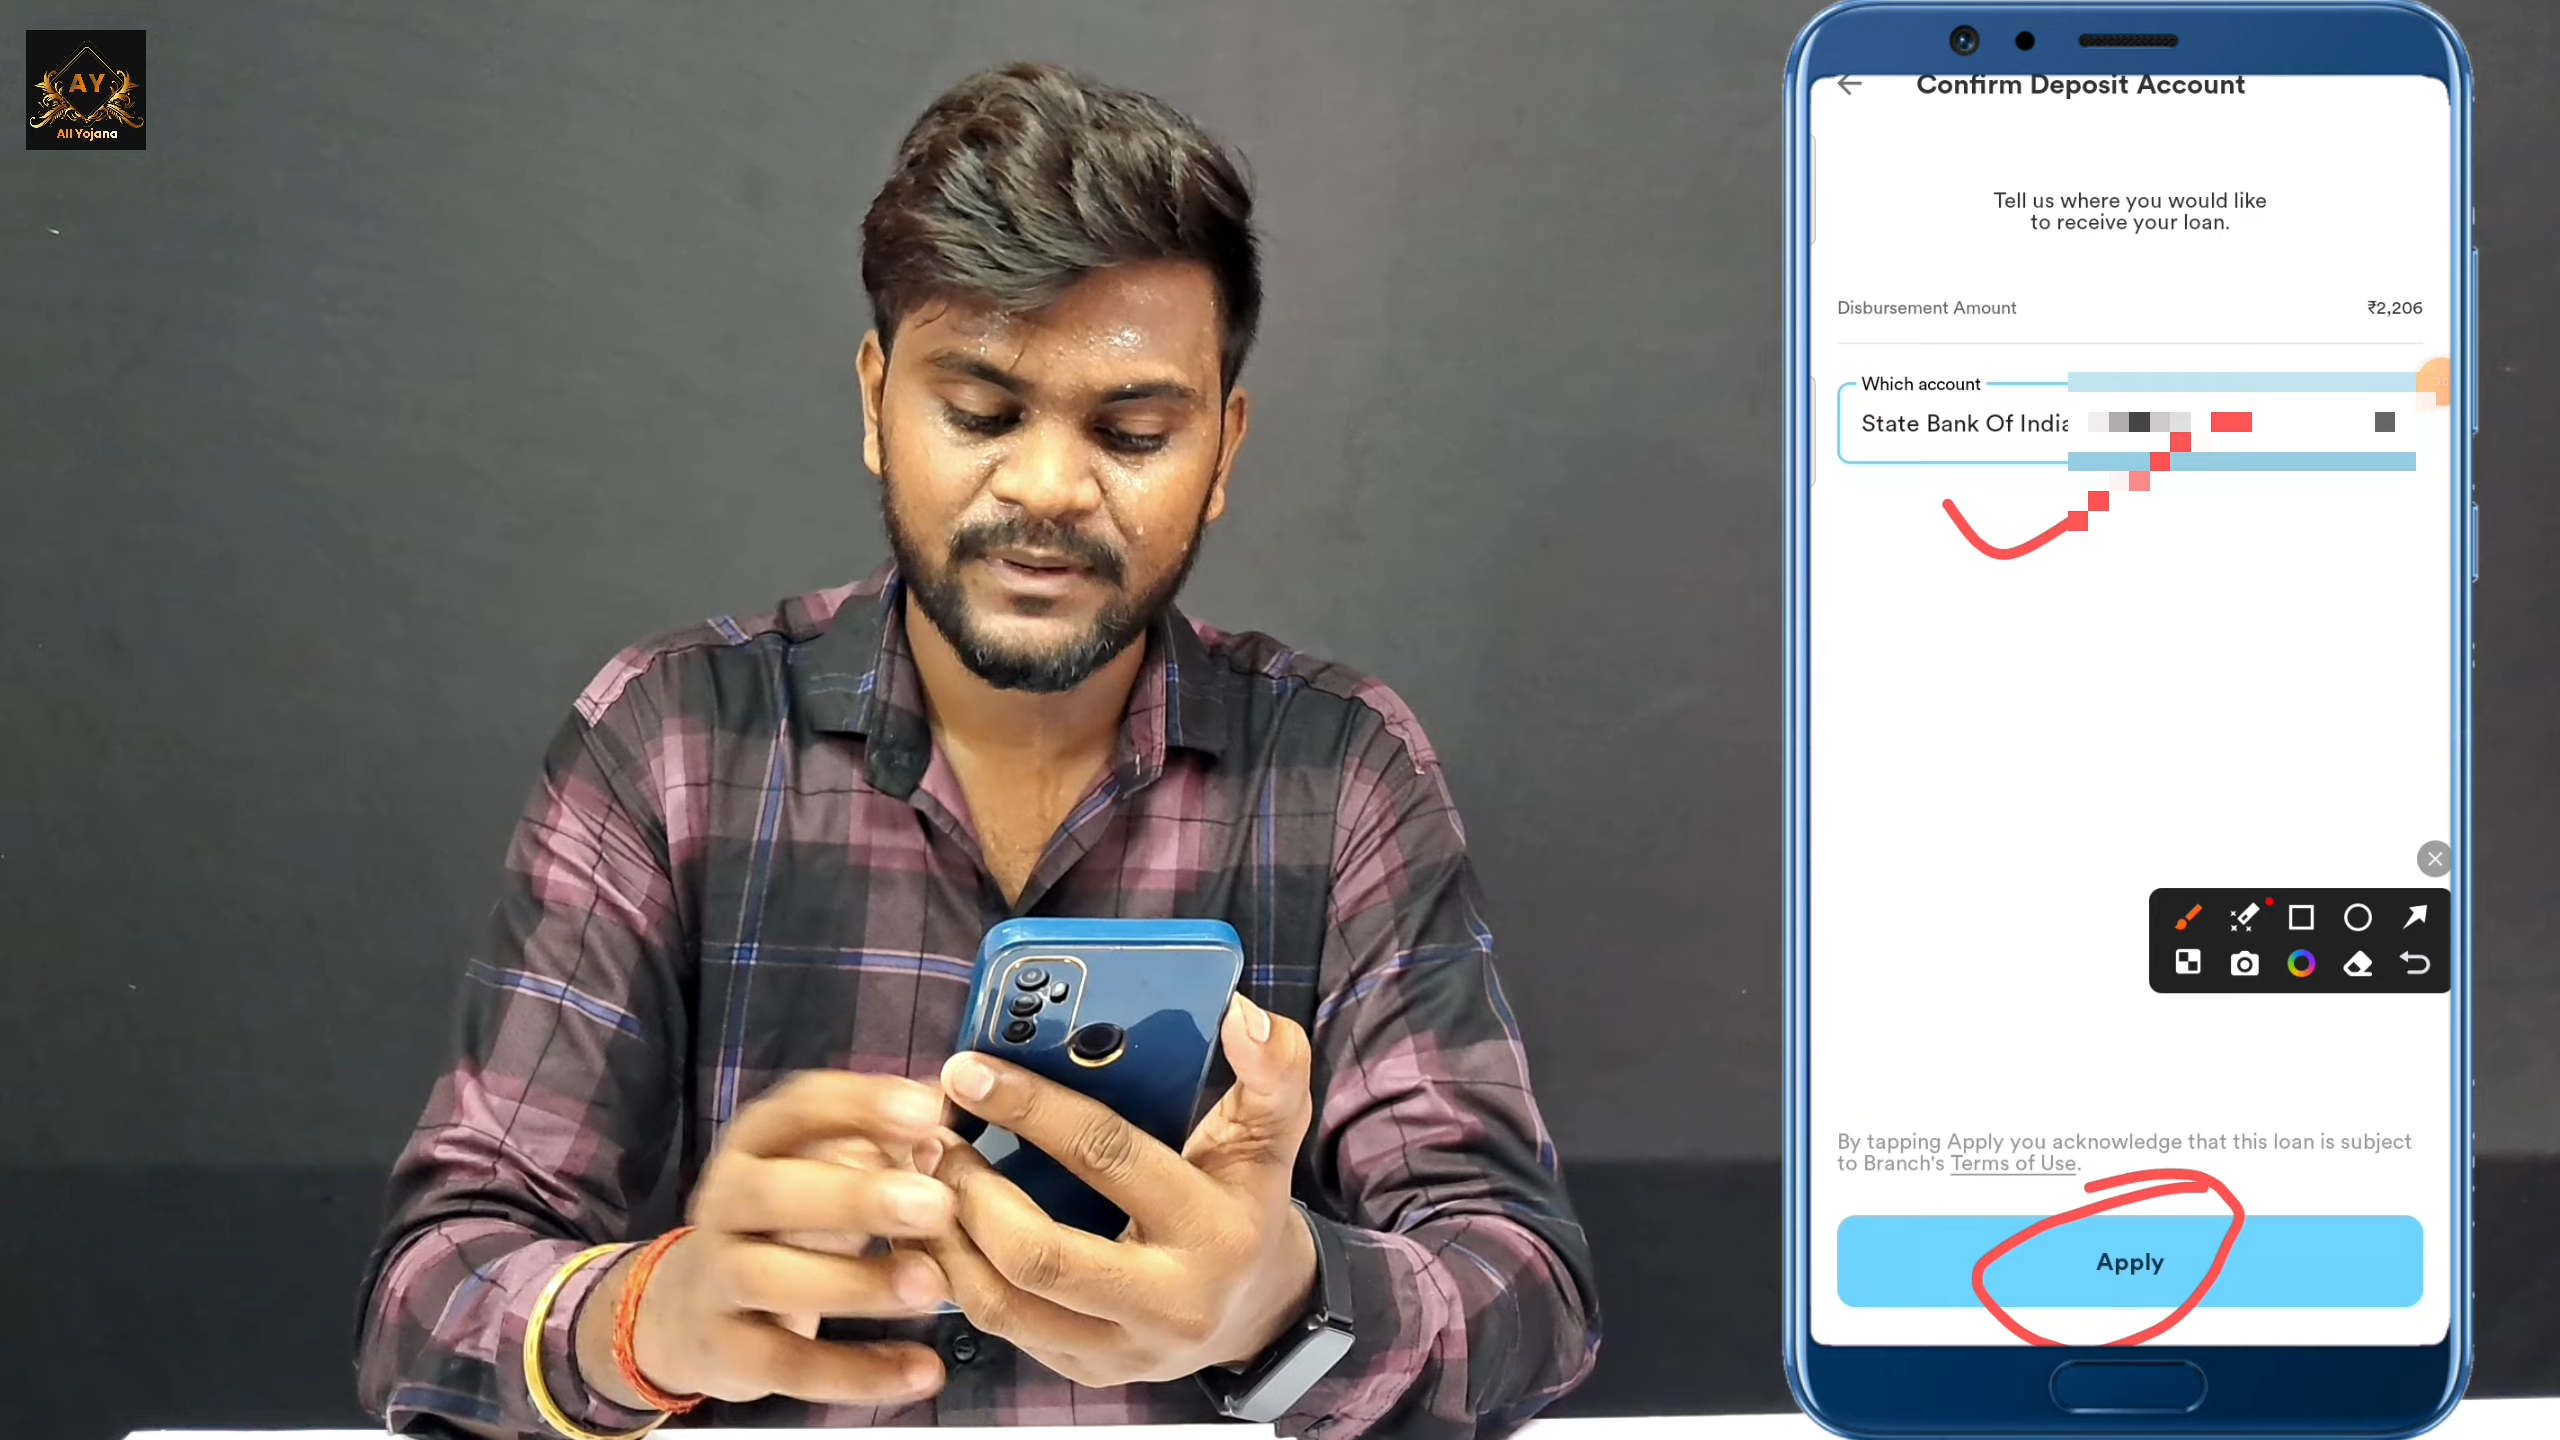 AY
All Yojana
Confirm Deposit Account
Tell us where you would like
to receive your loan.
Disbursement Amount
₹2,206
Which account
State Bank Of India
By tapping Apply you acknowledge that this loan is subject
to Branch's Terms of Use.
Apply